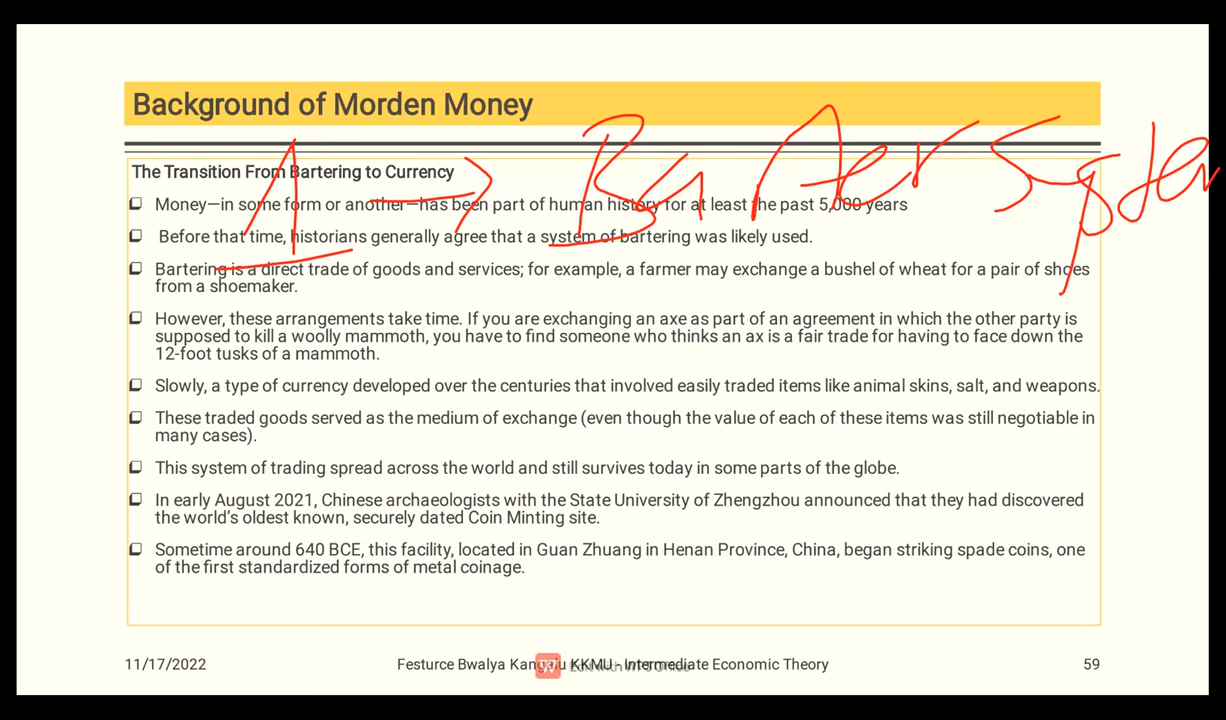 Background of Morden Money
The Transition From Bartering to Currency
1 → Barter System
❑ Money—in some form or another—has been part of human history for at least the past 5,000 years
❑ Before that time, historians generally agree that a system of bartering was likely used.
❑ Bartering is a direct trade of goods and services; for example, a farmer may exchange a bushel of wheat for a pair of shoes
from a shoemaker.
❑ However, these arrangements take time. If you are exchanging an axe as part of an agreement in which the other party is
supposed to kill a woolly mammoth, you have to find someone who thinks an ax is a fair trade for having to face down the
12-foot tusks of a mammoth.
❑ Slowly, a type of currency developed over the centuries that involved easily traded items like animal skins, salt, and weapons.
❑ These traded goods served as the medium of exchange (even though the value of each of these items was still negotiable in
many cases).
❑ This system of trading spread across the world and still survives today in some parts of the globe.
❑ In early August 2021, Chinese archaeologists with the State University of Zhengzhou announced that they had discovered
the world's oldest known, securely dated Coin Minting site.
❑ Sometime around 640 BCE, this facility, located in Guan Zhuang in Henan Province, China, began striking spade coins, one
of the first standardized forms of metal coinage.
11/17/2022 Festurce Bwalya KKMU - Intermediate Economic Theory 59